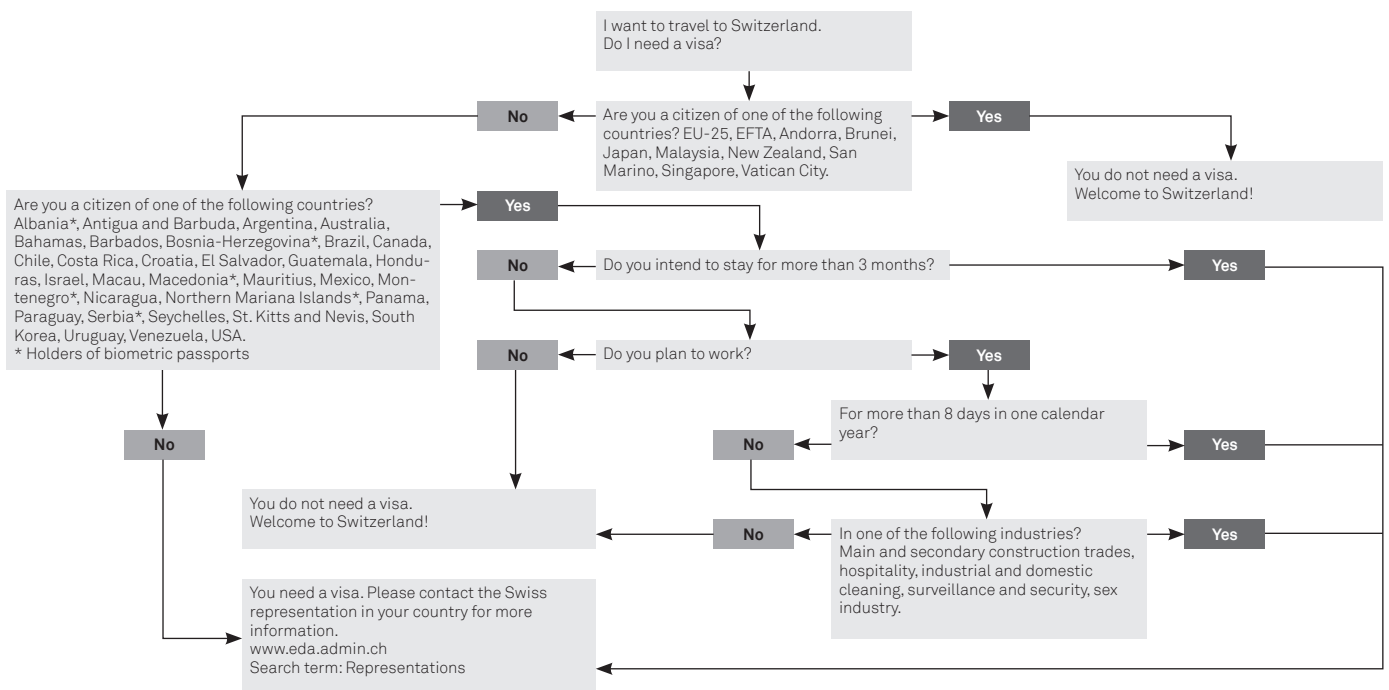 I want to travel to Switzerland.
Do I need a visa?
No
Are you a citizen of one of the following
countries? EU-25, EFTA, Andorra, Brunei,
Japan, Malaysia, New Zealand, San
Marino, Singapore, Vatican City.
Yes
You do not need a visa.
Welcome to Switzerland!
Are you a citizen of one of the following countries?
Albania*, Antigua and Barbuda, Argentina, Australia,
Bahamas, Barbados, Bosnia-Herzegovina*, Brazil, Canada,
Chile, Costa Rica, Croatia, El Salvador, Guatemala, Hondu-
ras, Israel, Macau, Macedonia*, Mauritius, Mexico, Mon-
tenegro*, Nicaragua, Northern Mariana Islands*, Panama,
Paraguay, Serbia*, Seychelles, St. Kitts and Nevis, South
Korea, Uruguay, Venezuela, USA.
* Holders of biometric passports
Yes
No
Do you intend to stay for more than 3 months?
Yes
No
Do you plan to work?
Yes
No
For more than 8 days in one calendar
year?
No
Yes
You do not need a visa.
Welcome to Switzerland!
No
In one of the following industries?
Main and secondary construction trades,
hospitality, industrial and domestic
cleaning, surveillance and security, sex
industry.
Yes
You need a visa. Please contact the Swiss
representation in your country for more
information.
www.eda.admin.ch
Search term: Representations